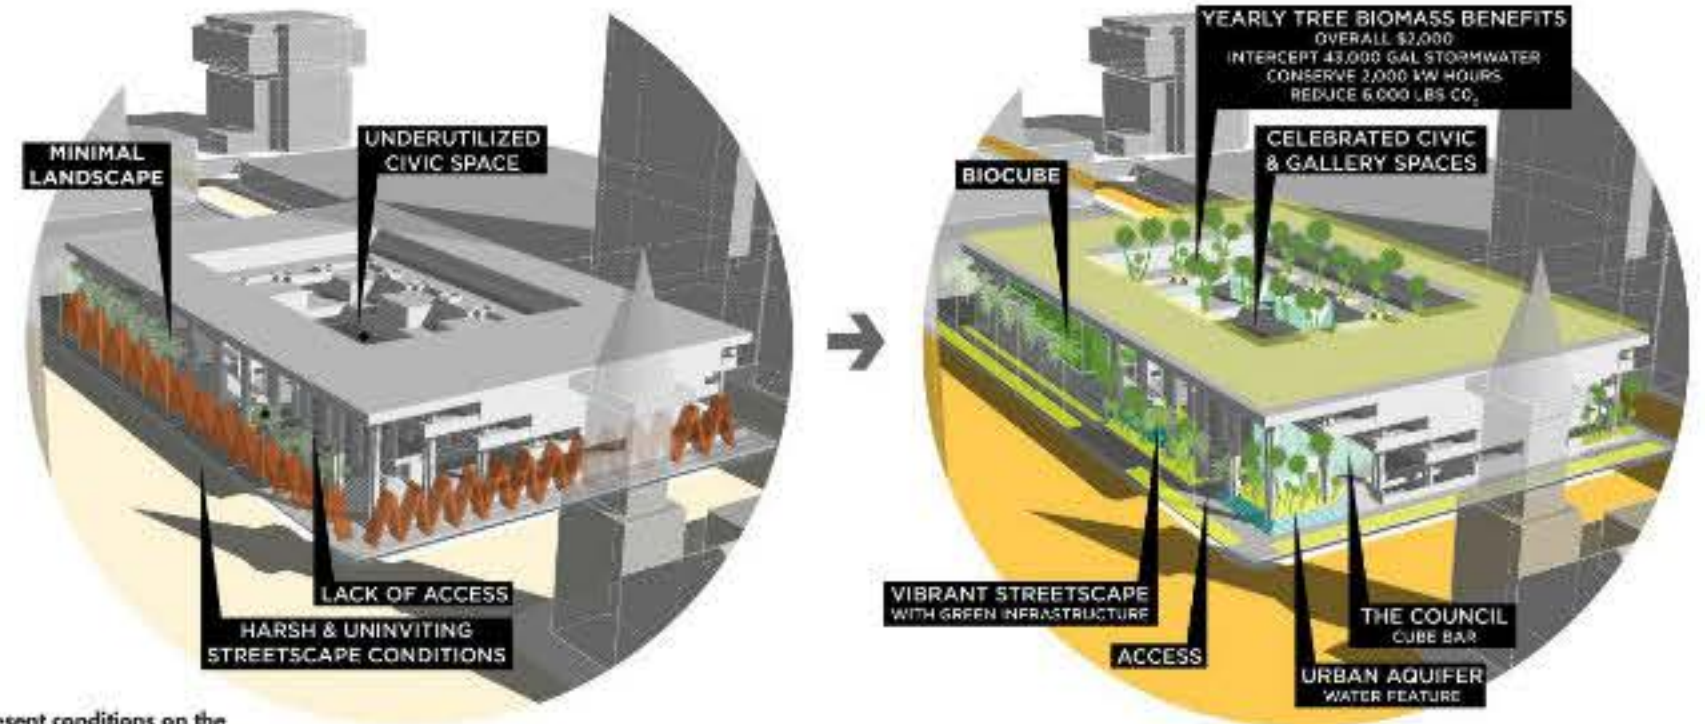 MINIMAL
LANDSCAPE
UNDERUTILIZED
CIVIC SPACE
LACK OF ACCESS
HARSH & UNINVITING
STREETSCAPE CONDITIONS
YEARLY TREE BIOMASS BENEFITS
OVERALL $2,000
INTERCEPT 43,000 GAL STORMWATER
CONSERVE 2,000 kW HOURS
REDUCE 6,000 LBS CO₂
BIOCUBE
CELEBRATED CIVIC
& GALLERY SPACES
VIBRANT STREETSCAPE
WITH GREEN INFRASTRUCTURE
ACCESS
THE COUNCIL
CUBE BAR
URBAN AQUIFER
WATER FEATURE
conditions on the